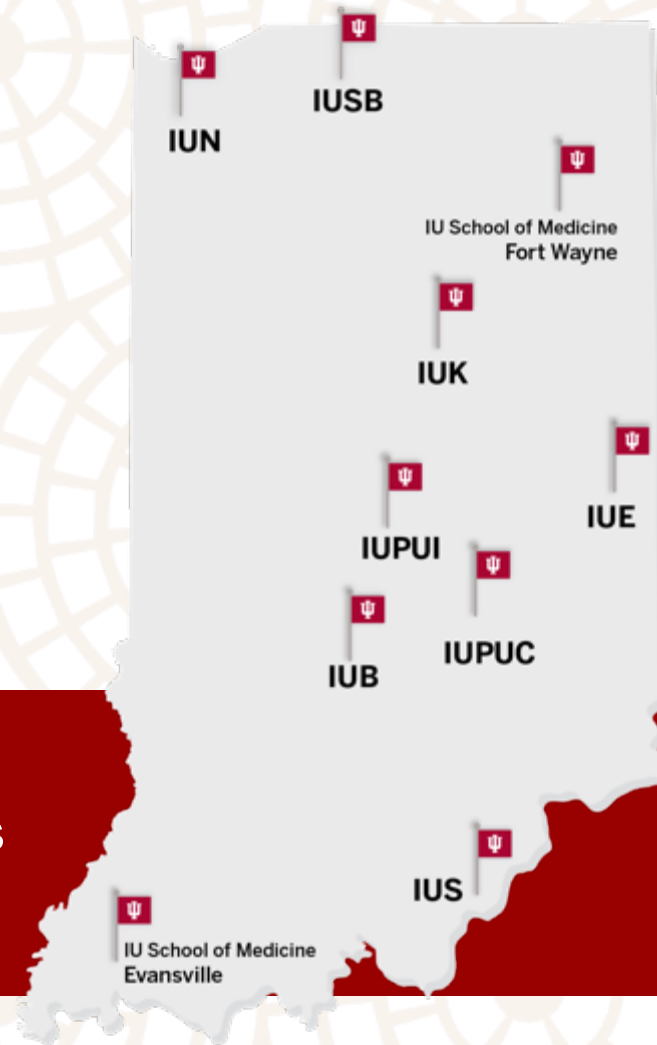 IUSB
IUN
IU School of Medicine
Fort Wayne
IUK
IUE
IUPUI
IUPUC
IUB
s
IUS
IU School of Medicine
Evansville